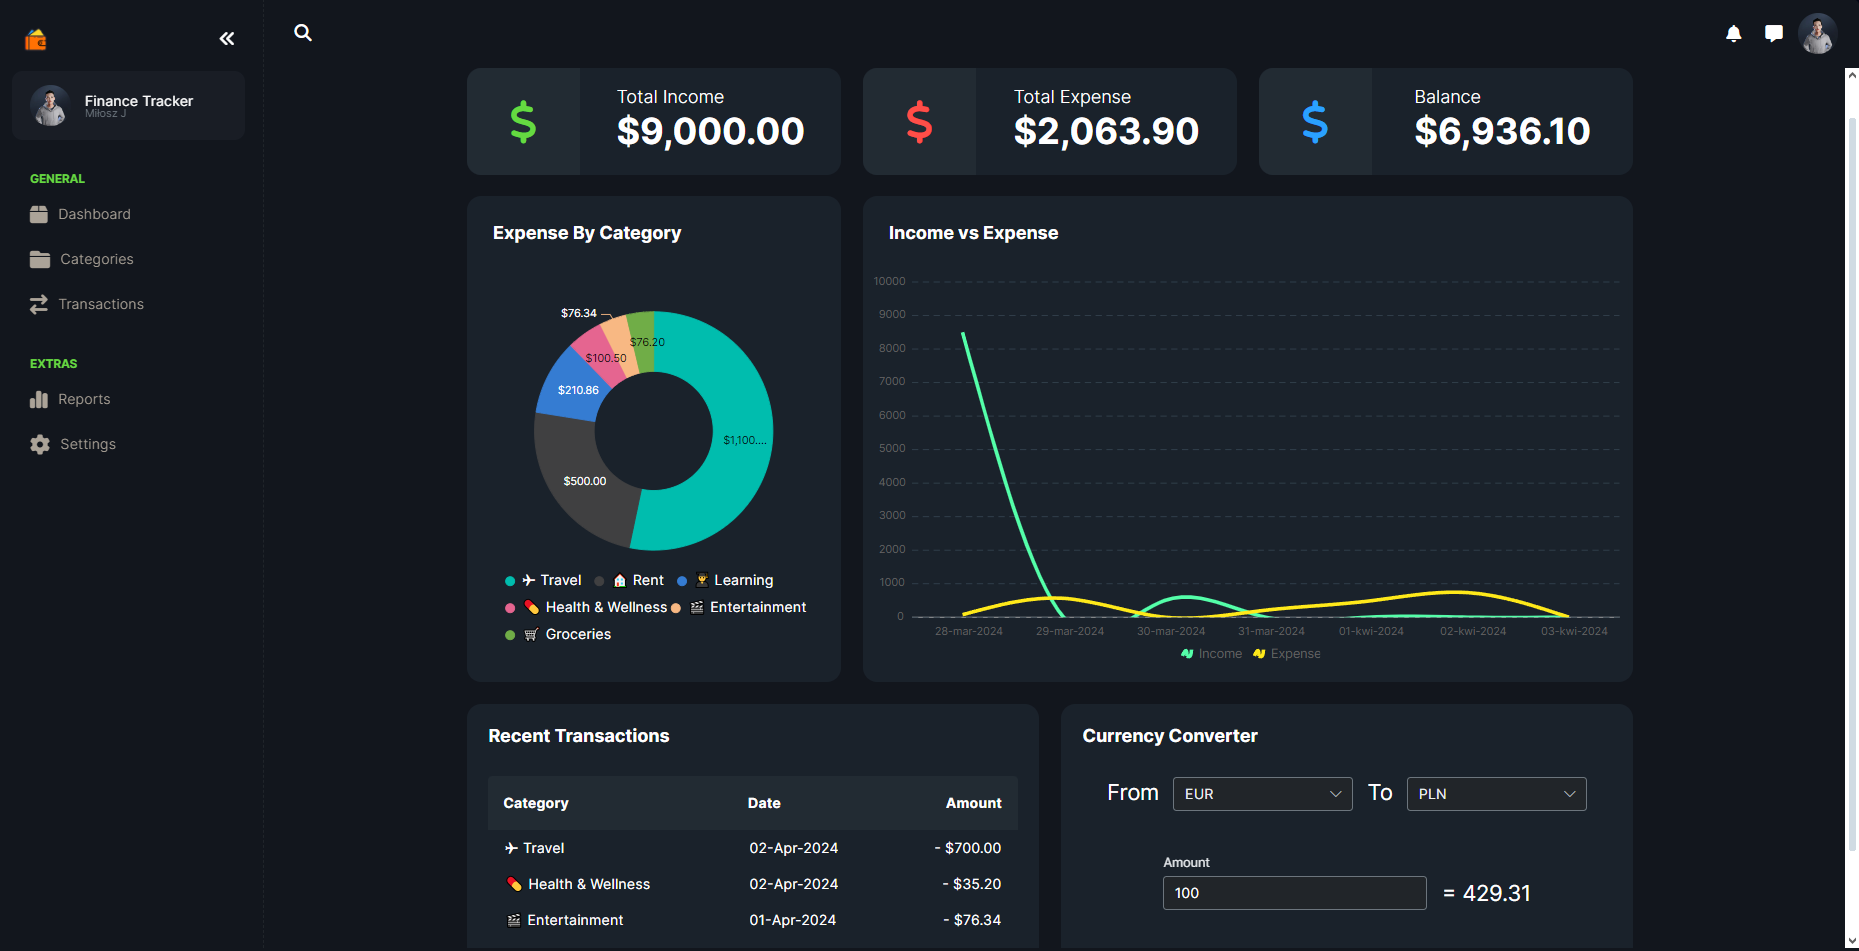 Finance Tracker
Miłosz J
GENERAL
Dashboard
Categories
Transactions
EXTRAS
Reports
Settings
Total Income
$9,000.00
Total Expense
$2,063.90
Balance
$6,936.10
Expense By Category
$76.34
$76.20
$100.50
$210.86
$1,100....
$500.00
Travel Rent Learning
Health & Wellness Entertainment
Groceries
Income vs Expense
10000
9000
8000
7000
6000
5000
4000
3000
2000
1000
0
28-mar-2024 29-mar-2024 30-mar-2024 31-mar-2024 01-kwi-2024 02-kwi-2024 03-kwi-2024
Income Expense
Recent Transactions
Category Date Amount
Travel 02-Apr-2024 - $700.00
Health & Wellness 02-Apr-2024 - $35.20
Entertainment 01-Apr-2024 - $76.34
Currency Converter
From EUR To PLN
Amount
100 = 429.31